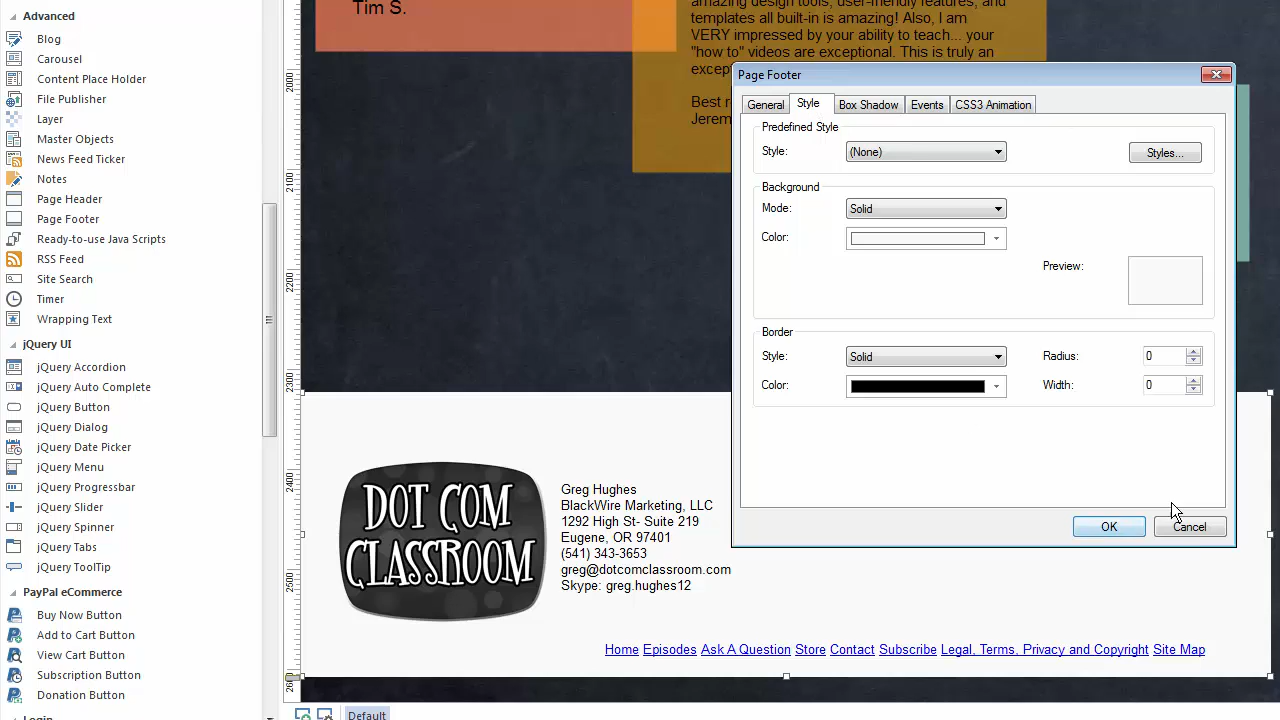 Advanced
Blog
Carousel
Content Place Holder
File Publisher
Layer
Master Objects
News Feed Ticker
Notes
Page Header
Page Footer
Ready-to-use Java Scripts
RSS Feed
Site Search
Timer
Wrapping Text
jQuery UI
jQuery Accordion
jQuery Auto Complete
jQuery Button
jQuery Dialog
jQuery Date Picker
jQuery Menu
jQuery Progressbar
jQuery Slider
jQuery Spinner
jQuery Tabs
jQuery ToolTip
PayPal eCommerce
Buy Now Button
Add to Cart Button
View Cart Button
Subscription Button
Donation Button
Login
2000
2100
2200
2300
2400
2500
Tim S.
amazing design tools, user-friendly features, and
templates all built-in is amazing! Also, I am
VERY impressed by your ability to teach... your
"how to" videos are exceptional. This is truly an
Best
Page Footer
General Style Box Shadow Events CSS3 Animation
Predefined Style
Style: (None) Styles...
Background
Mode: Solid
Color:
Preview:
Border
Style: Solid Radius: 0
Color: Width: 0
OK Cancel
DOT COM
CLASSROOM
Greg Hughes
BlackWire Marketing, LLC
1292 High St- Suite 219
Eugene, OR 97401
(541) 343-3653
greg@dotcomclassroom.com
Skype: greg.hughes12
Home Episodes Ask A Question Store Contact Subscribe Legal, Terms, Privacy and Copyright Site Map
Default